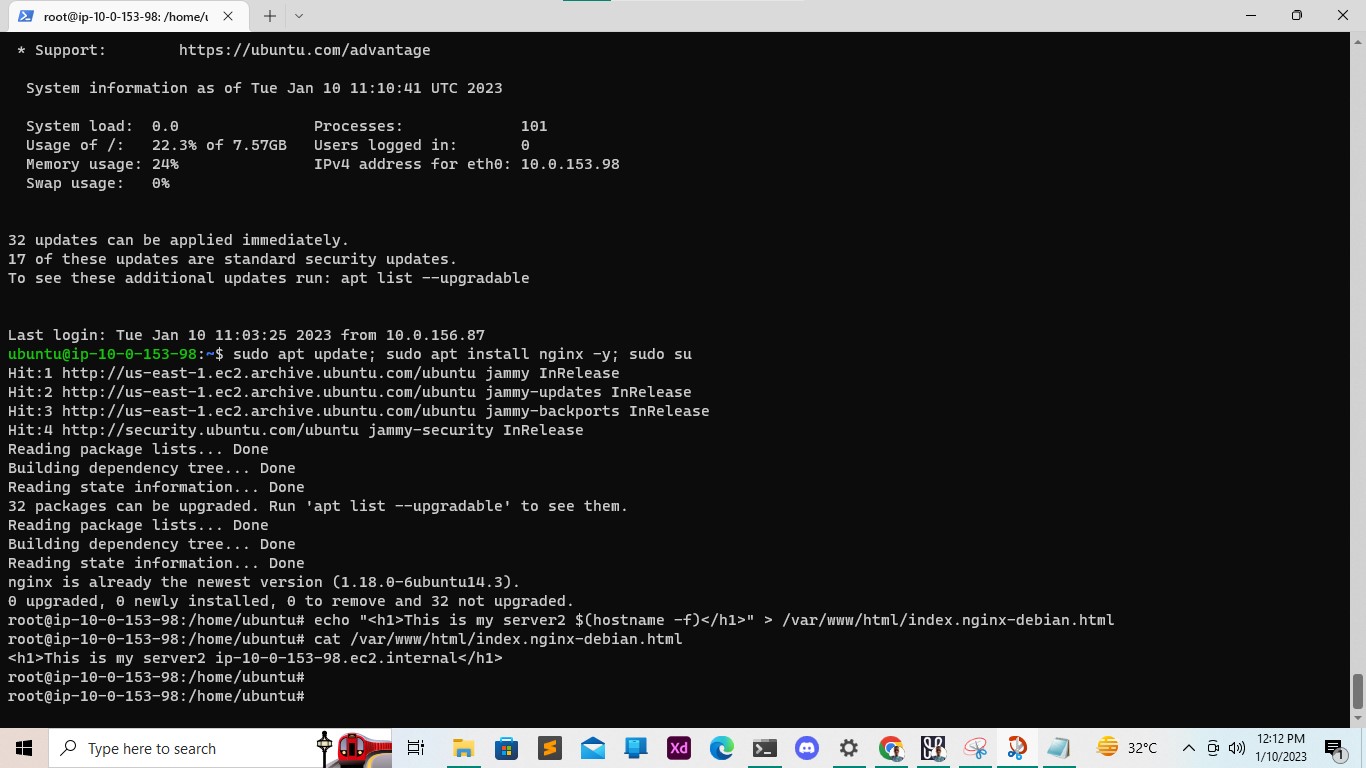 root@ip-10-0-153-98: /home/u
* Support:        https://ubuntu.com/advantage
System information as of Tue Jan 10 11:10:41 UTC 2023
System load:  0.0               Processes:             101
Usage of /:   22.3% of 7.57GB   Users logged in:       0
Memory usage: 24%               IPv4 address for eth0: 10.0.153.98
Swap usage:   0%
32 updates can be applied immediately.
17 of these updates are standard security updates.
To see these additional updates run: apt list --upgradable
Last login: Tue Jan 10 11:03:25 2023 from 10.0.156.87
ubuntu@ip-10-0-153-98:~$ sudo apt update; sudo apt install nginx -y; sudo su
Hit:1 http://us-east-1.ec2.archive.ubuntu.com/ubuntu jammy InRelease
Hit:2 http://us-east-1.ec2.archive.ubuntu.com/ubuntu jammy-updates InRelease
Hit:3 http://us-east-1.ec2.archive.ubuntu.com/ubuntu jammy-backports InRelease
Hit:4 http://security.ubuntu.com/ubuntu jammy-security InRelease
Reading package lists... Done
Building dependency tree... Done
Reading state information... Done
32 packages can be upgraded. Run 'apt list --upgradable' to see them.
Reading package lists... Done
Building dependency tree... Done
Reading state information... Done
nginx is already the newest version (1.18.0-6ubuntu14.3).
0 upgraded, 0 newly installed, 0 to remove and 32 not upgraded.
root@ip-10-0-153-98:/home/ubuntu# echo "<h1>This is my server2 $(hostname -f)</h1>" > /var/www/html/index.nginx-debian.html
root@ip-10-0-153-98:/home/ubuntu# cat /var/www/html/index.nginx-debian.html
<h1>This is my server2 ip-10-0-153-98.ec2.internal</h1>
root@ip-10-0-153-98:/home/ubuntu#
root@ip-10-0-153-98:/home/ubuntu#
Type here to search
Xd
32°C
12:12 PM
1/10/2023
1